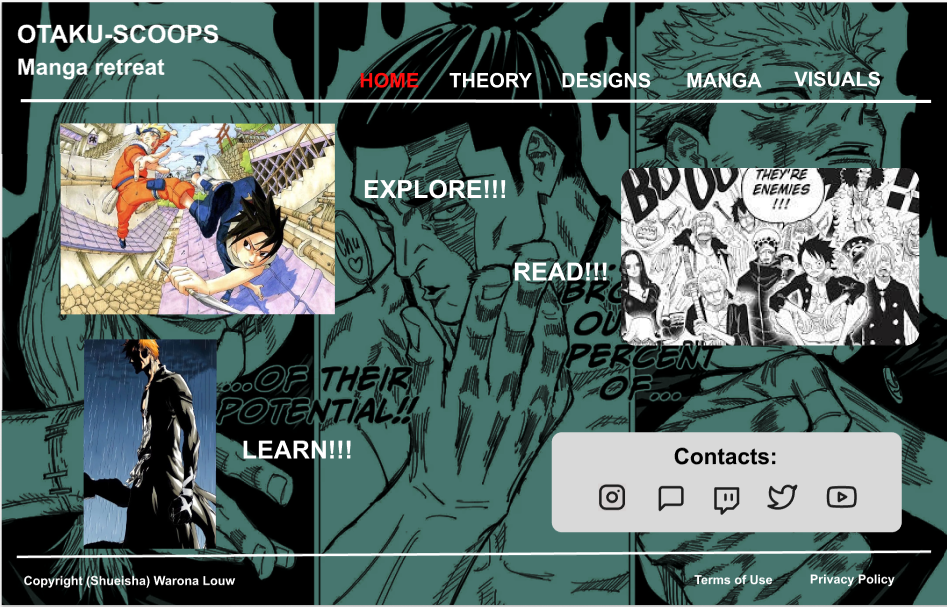 OTAKU-SCOOPS
Manga retreat
HOME THEORY DESIGNS MANGA VISUALS
EXPLORE!!!
THEY'RE
ENEMIES
!!!
READ!!!
OU
PERCENT
OF...
...OF THEIR
POTENTIAL!!
LEARN!!!
Contacts:
Copyright (Shueisha) Warona Louw
Terms of Use
Privacy Policy